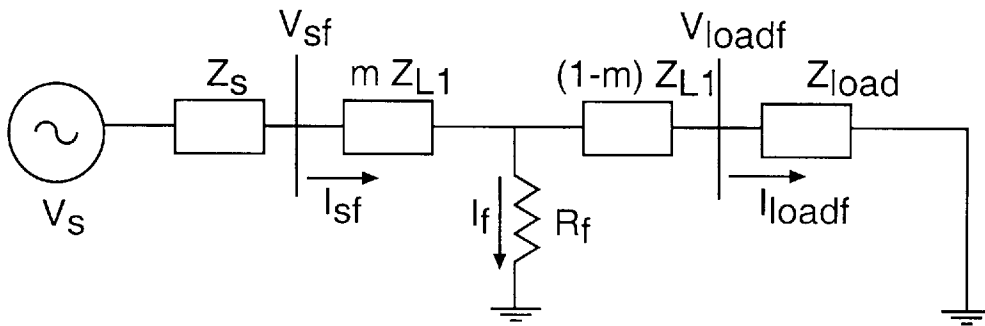 Vsf
Vloadf
Zs
m ZL1
(1-m) ZL1
Zload
Isf
Iloadf
Vs
If
Rf